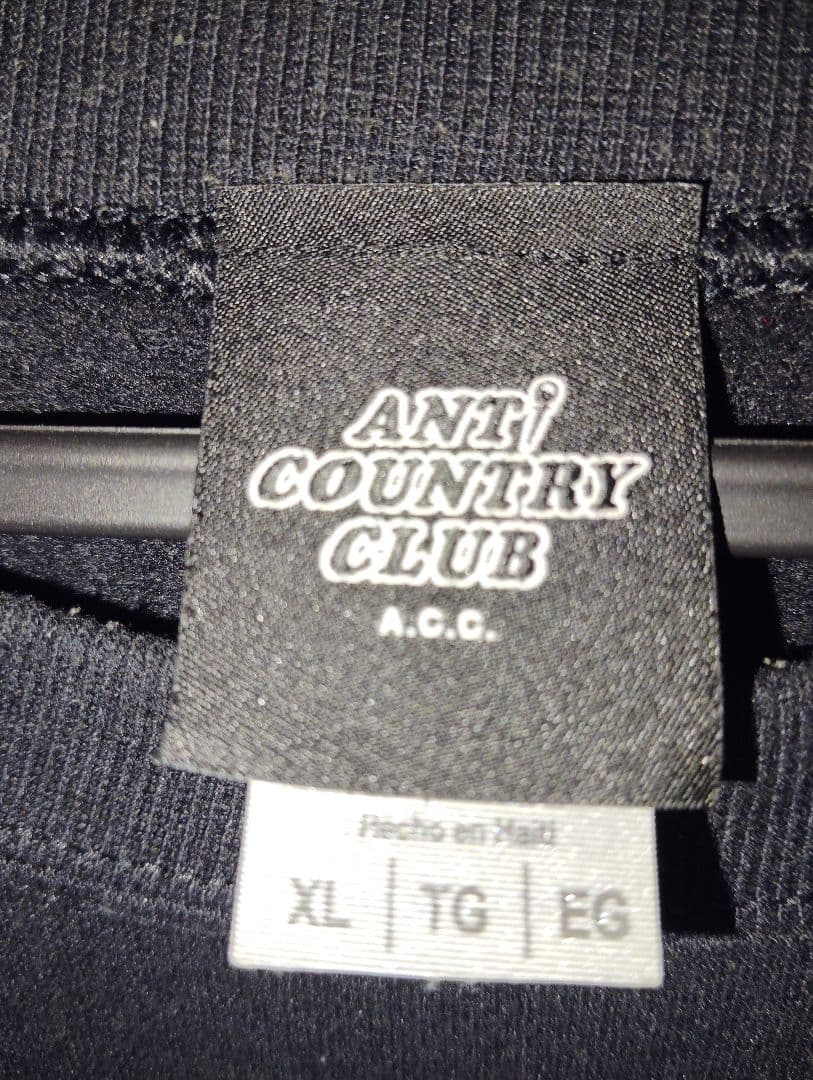 ANTi
COUNTRY
CLUB
A.C.C.
Hecho en Haiti
XL | TG | EG